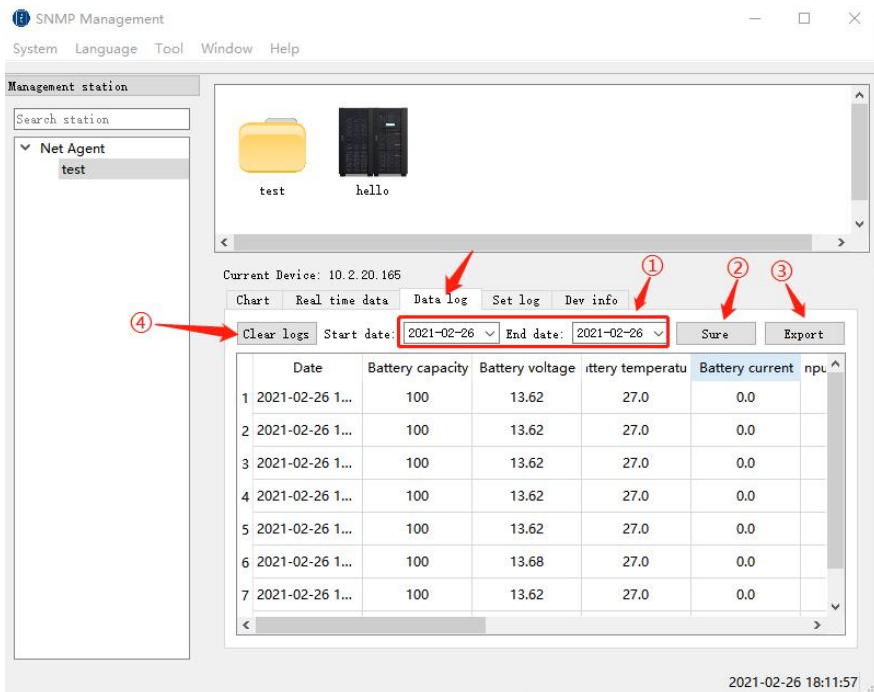 SNMP Management
System Language Tool Window Help
Management station
Search station
Net Agent
test
test hello
Current Device: 10.2.20.165
Chart Real time data Data log Set log Dev info
① ② ③ ④
Clear logs Start date: 2021-02-26 End date: 2021-02-26 Sure Export
Date Battery capacity Battery voltage ttery temperatu Battery current npu
1 2021-02-26 1... 100 13.62 27.0 0.0
2 2021-02-26 1... 100 13.62 27.0 0.0
3 2021-02-26 1... 100 13.62 27.0 0.0
4 2021-02-26 1... 100 13.62 27.0 0.0
5 2021-02-26 1... 100 13.62 27.0 0.0
6 2021-02-26 1... 100 13.68 27.0 0.0
7 2021-02-26 1... 100 13.62 27.0 0.0
2021-02-26 18:11:57